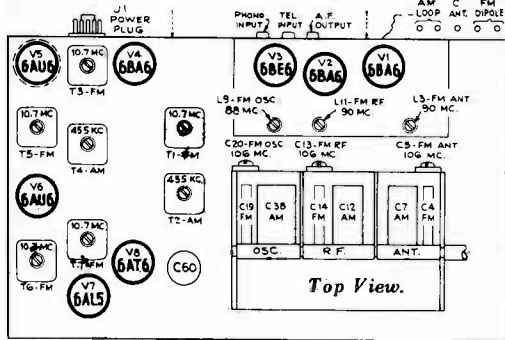 J1
POWER
PLUG
PHONO
INPUT
TEL
INPUT
A.F.
OUTPUT
AM
LOOP
C
ANT.
FM
DIPOLE
V5
6AU6
10.7 MC
T3-FM
V4
6BA6
V3
6BE6
V2
6BA6
V1
6BA6
L9-FM OSC
88 MC
L11-FM RF
90 MC
L3-FM ANT
90 MC.
10.7 MC
T5-FM
455 KC
T4-AM
10.7 MC
T1-FM
C20-FM OSC
106 MC.
C13-FM RF
106 MC.
C5-FM ANT
106 MC.
V6
6AU6
455 KC
T2-AM
C19
FM
C38
AM
C14
FM
C12
AM
C7
AM
C4
FM
10.7 MC
T6-FM
10.7 MC
V8
6AT6
C60
OSC.
R.F.
ANT.
V7
6AL5
Top View.